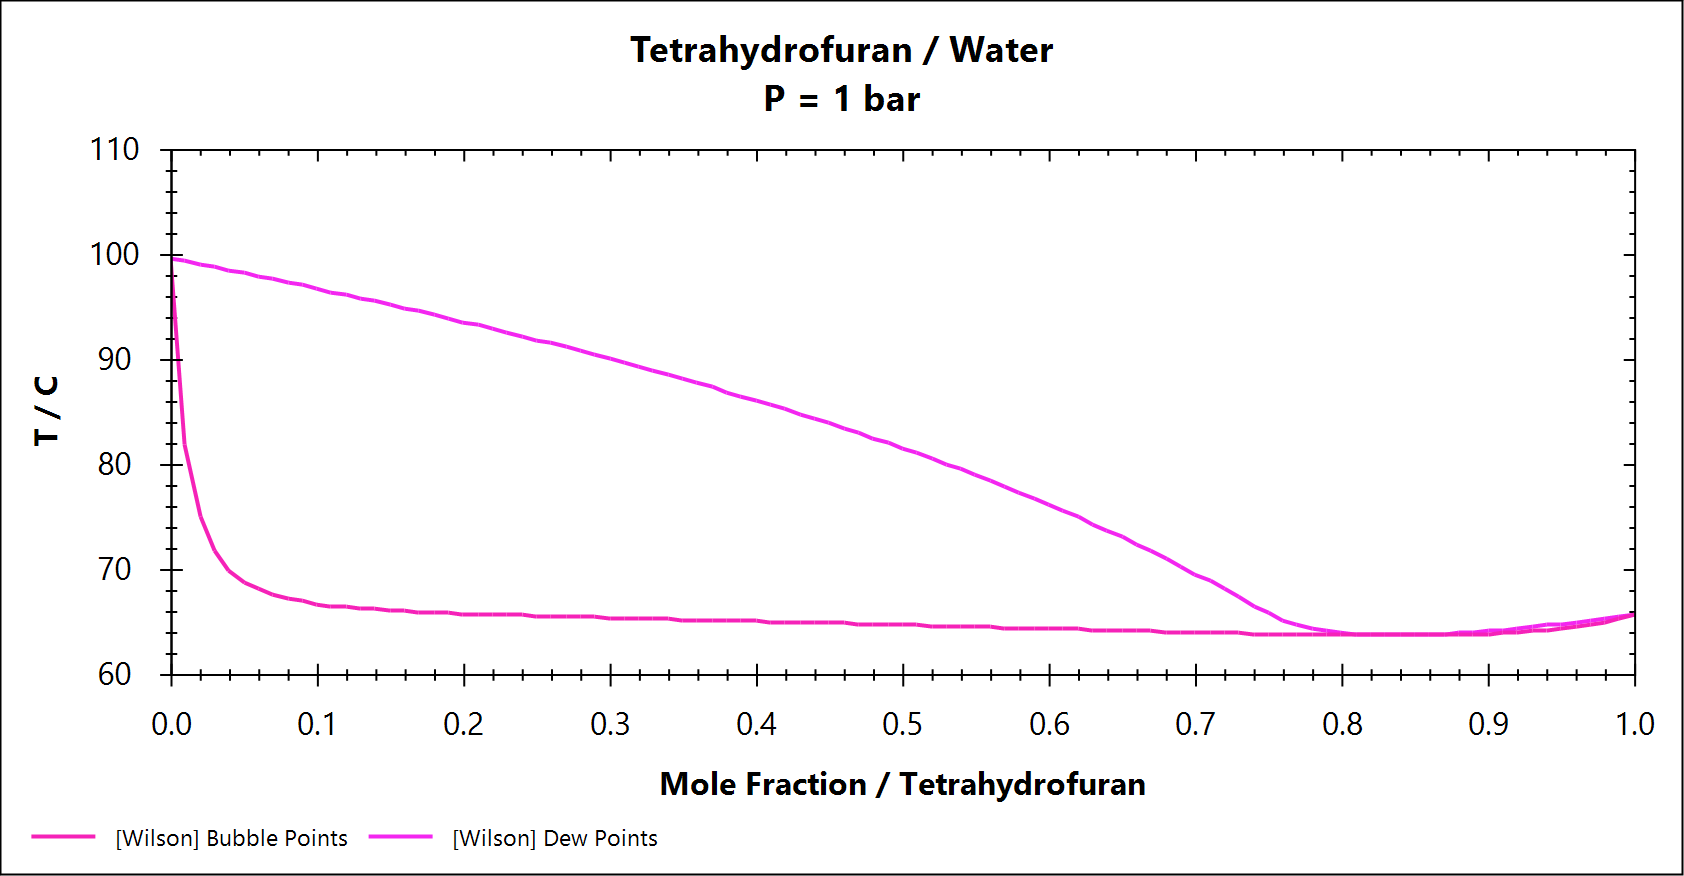 Tetrahydrofuran / Water
P = 1 bar
110
100
90
80
70
60
T / C
0.0 0.1 0.2 0.3 0.4 0.5 0.6 0.7 0.8 0.9 1.0
Mole Fraction / Tetrahydrofuran
[Wilson] Bubble Points [Wilson] Dew Points